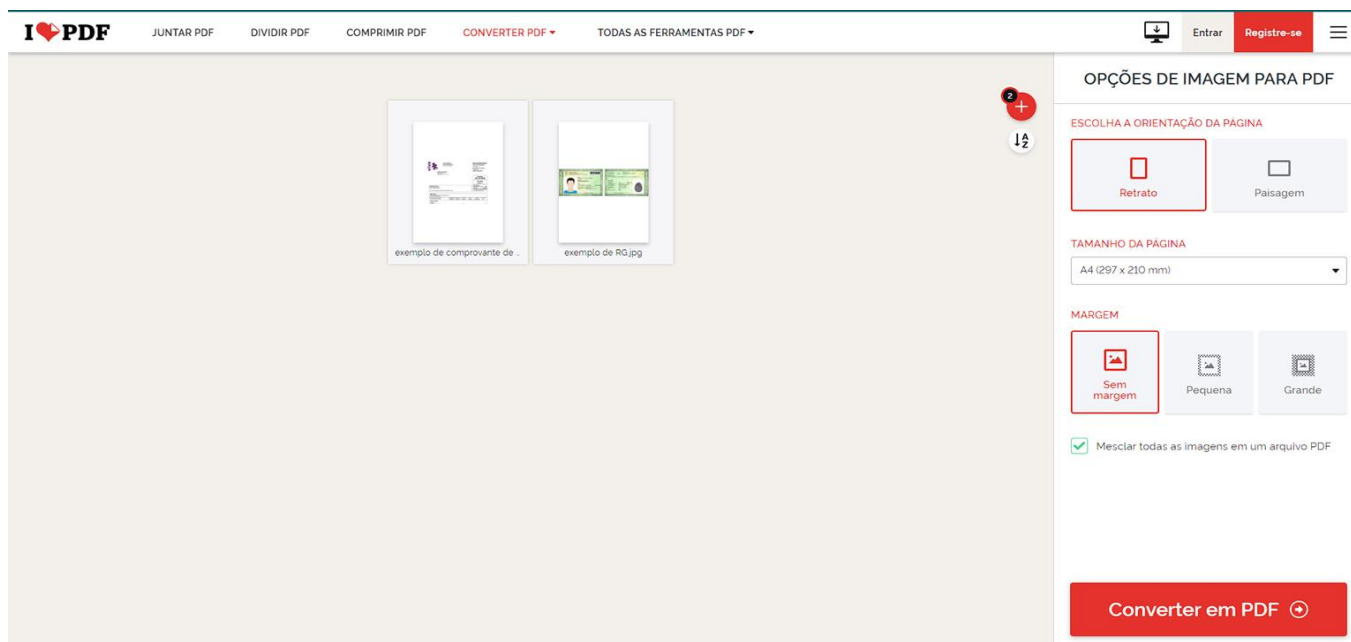 I PDF
JUNTAR PDF
DIVIDIR PDF
COMPRIMIR PDF
CONVERTER PDF
TODAS AS FERRAMENTAS PDF
Entrar
Registre-se
2
exemplo de comprovante de ...
exemplo de RG.jpg
OPÇÕES DE IMAGEM PARA PDF
ESCOLHA A ORIENTAÇÃO DA PÁGINA
Retrato
Paisagem
TAMANHO DA PÁGINA
A4 (297 x 210 mm)
MARGEM
Sem
margem
Pequena
Grande
Mesclar todas as imagens em um arquivo PDF
Converter em PDF